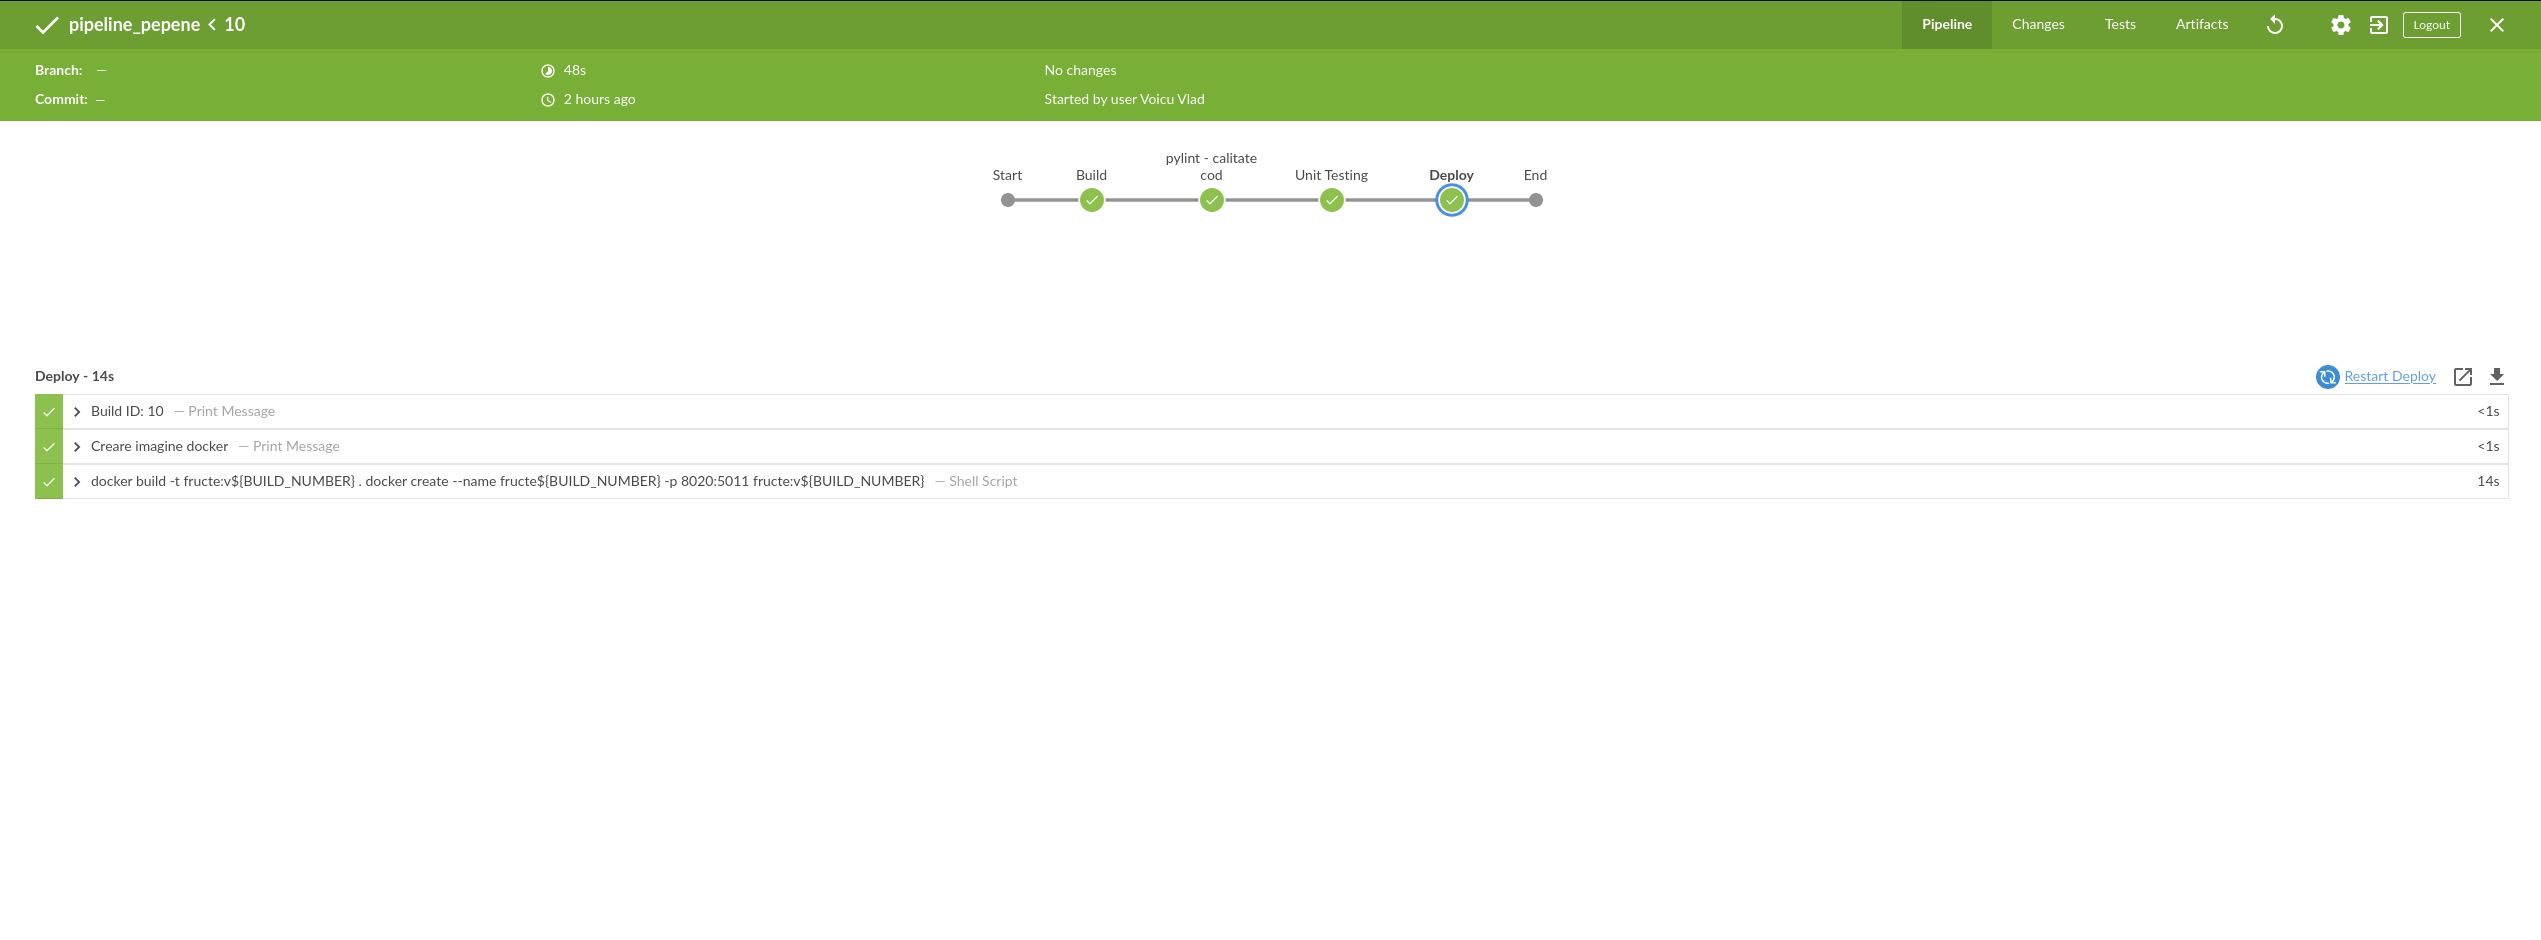 pipeline_pepene < 10
Pipeline Changes Tests Artifacts Logout
Branch: — 48s No changes
Commit: — 2 hours ago Started by user Voicu Vlad
Start Build pylint - calitate cod Unit Testing Deploy End
Deploy - 14s Restart Deploy
Build ID: 10 — Print Message <1s
Creare imagine docker — Print Message <1s
docker build -t fructe:v${BUILD_NUMBER} . docker create --name fructe${BUILD_NUMBER} -p 8020:5011 fructe:v${BUILD_NUMBER} — Shell Script 14s